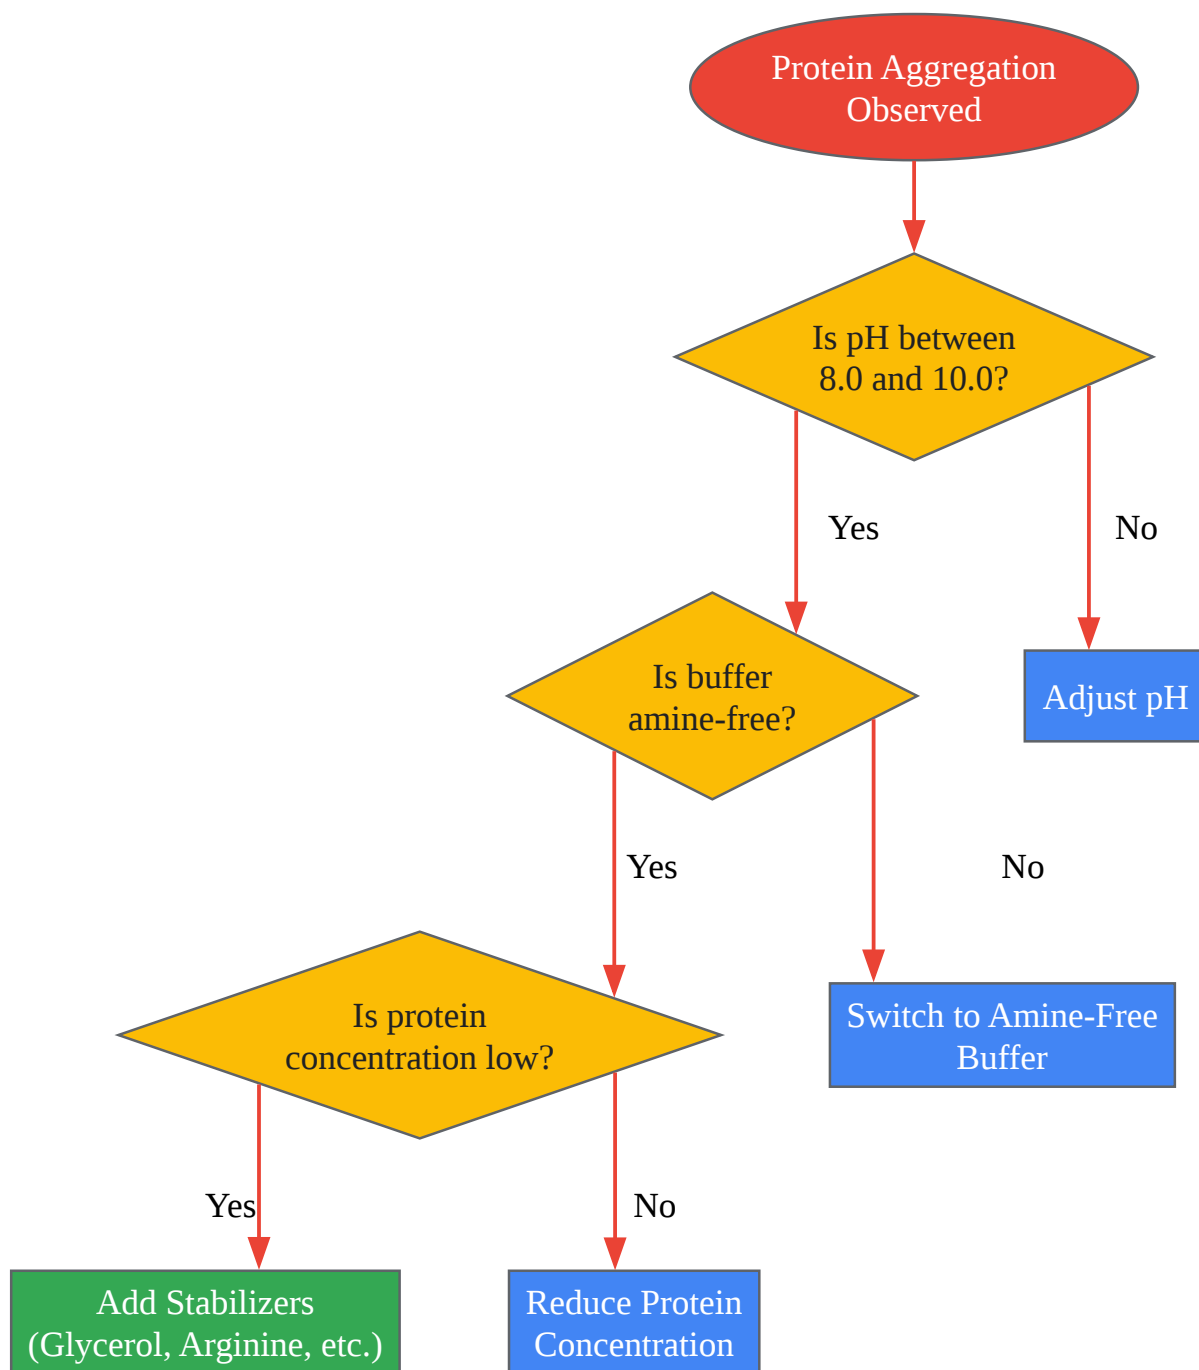 Protein Aggregation
Observed
Is pH between
8.0 and 10.0?
Yes
No
Is buffer
amine-free?
Adjust pH
Yes
No
Is protein
concentration low?
Switch to Amine-Free
Buffer
Yes
No
Add Stabilizers
(Glycerol, Arginine, etc.)
Reduce Protein
Concentration